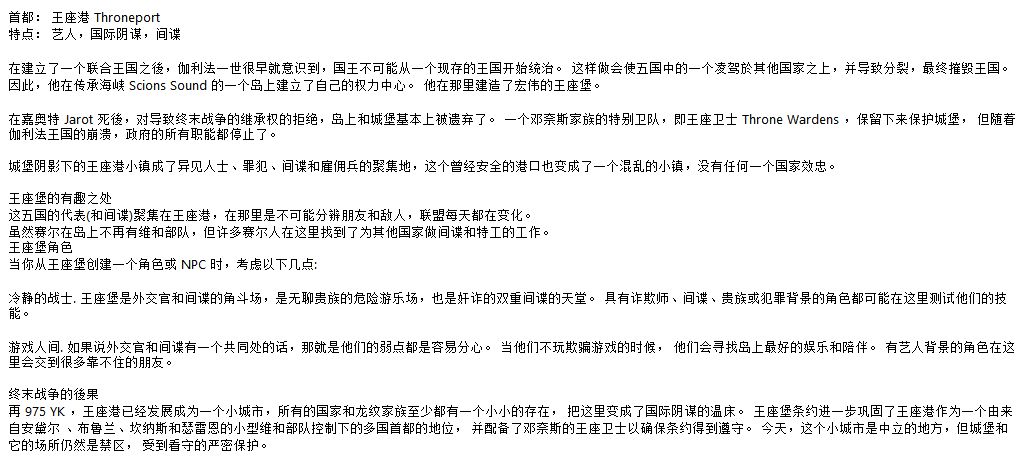 首都： 王座港 Throneport
特点： 艺人，国际阴谋，间谍
在建立了一个联合王国之後，伽利法一世很早就意识到，国王不可能从一个现存的王国开始统治。 这样做会使五国中的一个凌驾於其他国家之上，并导致分裂，最终摧毁王国。
因此，他在传承海峡 Scions Sound 的一个岛上建立了自己的权力中心。 他在那里建造了宏伟的王座堡。
在嘉奥特 Jarot 死後，对导致终末战争的继承权的拒绝，岛上和城堡基本上被遗弃了。 一个邓奈斯家族的特别卫队，即王座卫士 Throne Wardens ，保留下来保护城堡， 但随着
伽利法王国的崩溃，政府的所有职能都停止了。
城堡阴影下的王座港小镇成了异见人士、罪犯、间谍和雇佣兵的聚集地，这个曾经安全的港口也变成了一个混乱的小镇，没有任何一个国家效忠。
王座堡的有趣之处
这五国的代表(和间谍)聚集在王座港，在那里是不可能分辨朋友和敌人，联盟每天都在变化。
虽然赛尔在岛上不再有维和部队，但许多赛尔人在这里找到了为其他国家做间谍和特工的工作。
王座堡角色
当你从王座堡创建一个角色或 NPC 时，考虑以下几点:
冷静的战士. 王座堡是外交官和间谍的角斗场，是无聊贵族的危险游乐场，也是奸诈的双重间谍的天堂。 具有诈欺师、间谍、贵族或犯罪背景的角色都可能在这里测试他们的技
能。
游戏人间. 如果说外交官和间谍有一个共同处的话，那就是他们的弱点都是容易分心。 当他们不玩欺骗游戏的时候， 他们会寻找岛上最好的娱乐和陪伴。 有艺人背景的角色在这
里会交到很多靠不住的朋友。
终末战争的後果
再 975 YK ，王座港已经发展成为一个小城市，所有的国家和龙纹家族至少都有一个小小的存在， 把这里变成了国际阴谋的温床。 王座堡条约进一步巩固了王座港作为一个由来
自安黛尔 、布鲁兰、坎纳斯和瑟雷恩的小型维和部队控制下的多国首都的地位， 并配备了邓奈斯的王座卫士以确保条约得到遵守。 今天，这个小城市是中立的地方，但城堡和
它的场所仍然是禁区， 受到看守的严密保护。